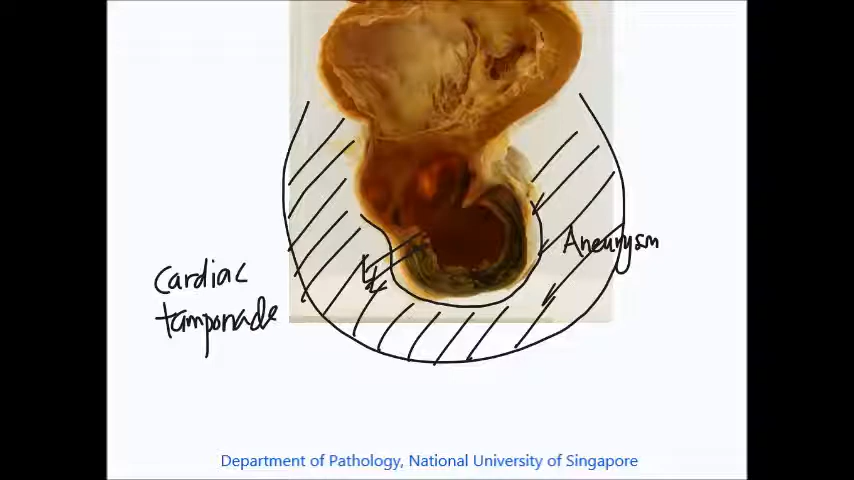 Aneurysm
Cardiac
tamponade
Department of Pathology, National University of Singapore